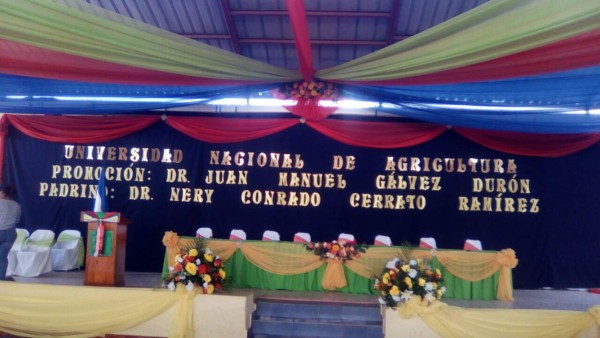 UNIVERSIDAD NACIONAL DE AGRICULTURA
PROMOCIÓN: DR. JUAN MANUEL GÁLVEZ DURÓN
PADRINO: DR. NERY CONRADO CERRATO RAMÍREZ